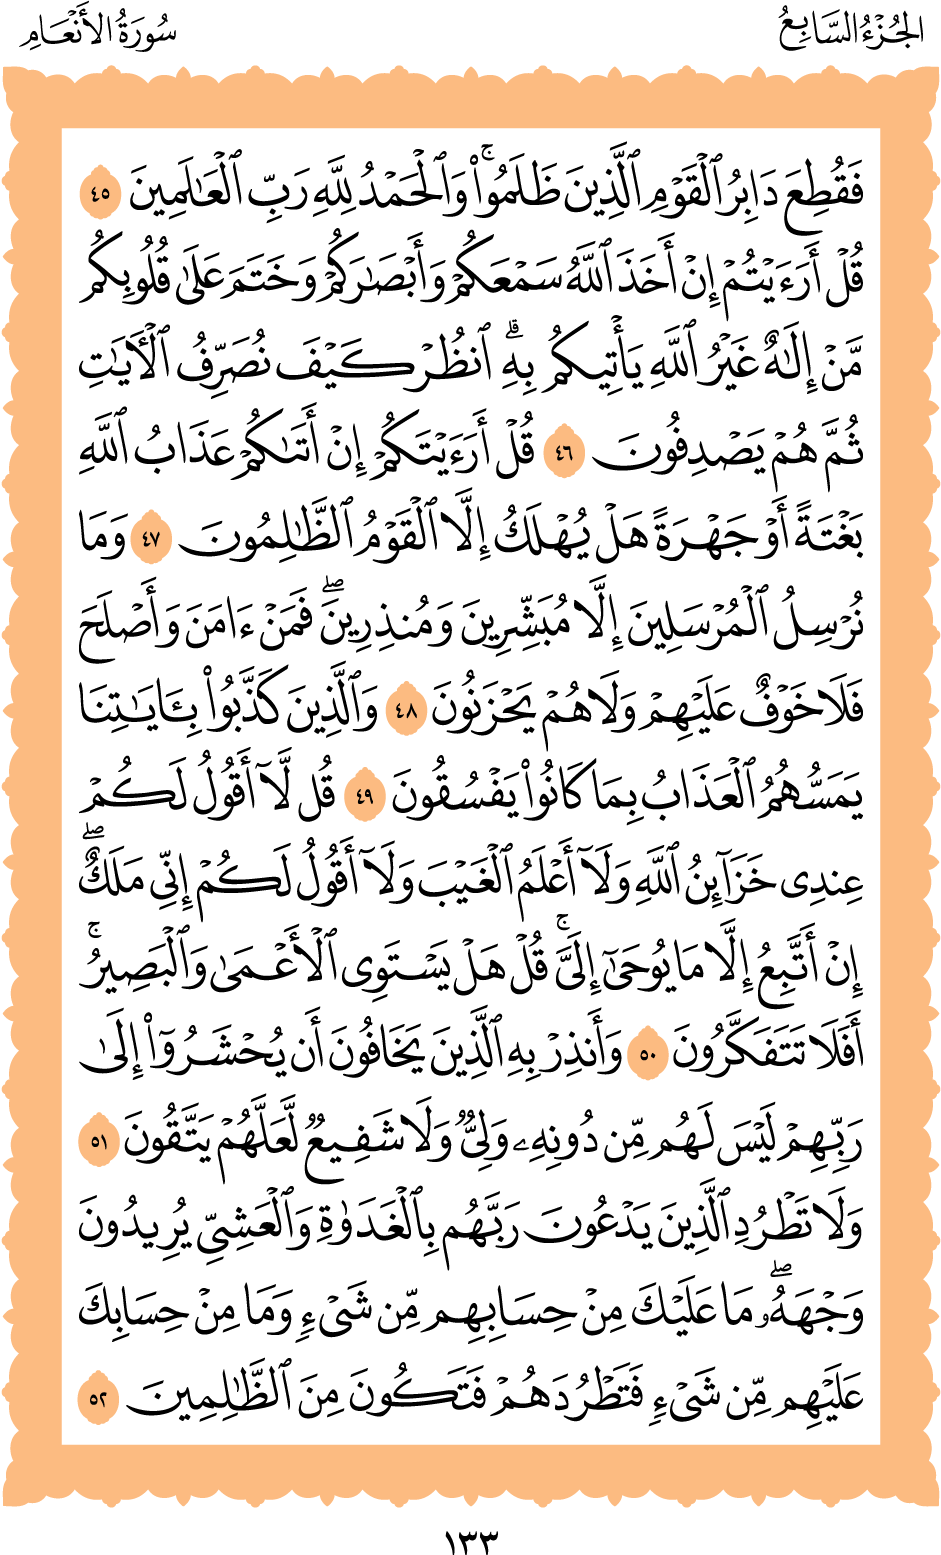 الجُزْءُ السَّابِعُ
سُورَةُ الأَنْعَامِ
فَقُطِعَ دَابِرُ ٱلْقَوْمِ ٱلَّذِينَ ظَلَمُوا۟ۚ وَٱلْحَمْدُ لِلَّهِ رَبِّ ٱلْعَـٰلَمِينَ ٤٥
قُلْ أَرَءَيْتُمْ إِنْ أَخَذَ ٱللَّهُ سَمْعَكُمْ وَأَبْصَـٰرَكُمْ وَخَتَمَ عَلَىٰ قُلُوبِكُم
مَّنْ إِلَـٰهٌ غَيْرُ ٱللَّهِ يَأْتِيكُم بِهِۗ ٱنظُرْ كَيْفَ نُصَرِّفُ ٱلْـَٔايَـٰتِ
ثُمَّ هُمْ يَصْدِفُونَ ٤٦ قُلْ أَرَءَيْتَكُمْ إِنْ أَتَىٰكُمْ عَذَابُ ٱللَّهِ
بَغْتَةً أَوْ جَهْرَةً هَلْ يُهْلَكُ إِلَّا ٱلْقَوْمُ ٱلظَّـٰلِمُونَ ٤٧ وَمَا
نُرْسِلُ ٱلْمُرْسَلِينَ إِلَّا مُبَشِّرِينَ وَمُنذِرِينَۖ فَمَنْ ءَامَنَ وَأَصْلَحَ
فَلَا خَوْفٌ عَلَيْهِمْ وَلَا هُمْ يَحْزَنُونَ ٤٨ وَٱلَّذِينَ كَذَّبُوا۟ بِـَٔايَـٰتِنَا
يَمَسُّهُمُ ٱلْعَذَابُ بِمَا كَانُوا۟ يَفْسُقُونَ ٤٩ قُل لَّآ أَقُولُ لَكُمْ
عِندِى خَزَآئِنُ ٱللَّهِ وَلَآ أَعْلَمُ ٱلْغَيْبَ وَلَآ أَقُولُ لَكُمْ إِنِّى مَلَكٌۖ
إِنْ أَتَّبِعُ إِلَّا مَا يُوحَىٰٓ إِلَىَّۚ قُلْ هَلْ يَسْتَوِى ٱلْأَعْمَىٰ وَٱلْبَصِيرُۚ
أَفَلَا تَتَفَكَّرُونَ ٥٠ وَأَنذِرْ بِهِ ٱلَّذِينَ يَخَافُونَ أَن يُحْشَرُوٓا۟ إِلَىٰ
رَبِّهِمْ لَيْسَ لَهُم مِّن دُونِهِۦ وَلِىٌّ وَلَا شَفِيعٌ لَّعَلَّهُمْ يَتَّقُونَ ٥١
وَلَا تَطْرُدِ ٱلَّذِينَ يَدْعُونَ رَبَّهُم بِٱلْغَدَوٰةِ وَٱلْعَشِىِّ يُرِيدُونَ
وَجْهَهُۥۖ مَا عَلَيْكَ مِنْ حِسَابِهِم مِّن شَىْءٍ وَمَا مِنْ حِسَابِكَ
عَلَيْهِم مِّن شَىْءٍ فَتَطْرُدَهُمْ فَتَكُونَ مِنَ ٱلظَّـٰلِمِينَ ٥٢
١٣٣